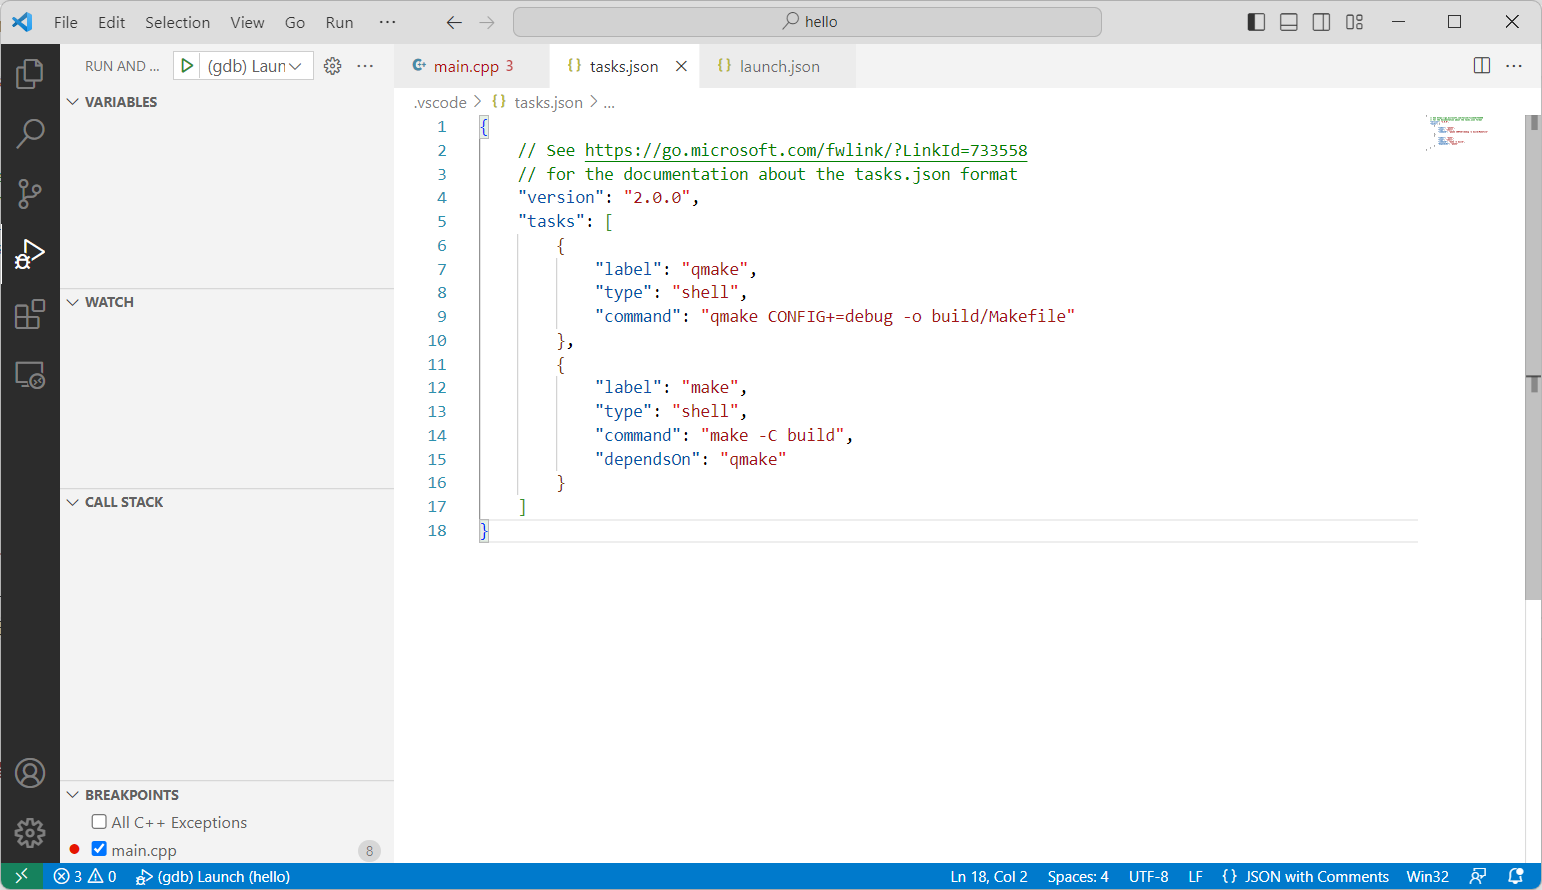 File Edit Selection View Go Run ··· hello
RUN AND ... (gdb) Laun ···
main.cpp 3 {} tasks.json {} launch.json ···
.vscode > {} tasks.json > ...
VARIABLES
WATCH
CALL STACK
BREAKPOINTS
All C++ Exceptions
main.cpp 8
1 {
2 // See https://go.microsoft.com/fwlink/?LinkId=733558
3 // for the documentation about the tasks.json format
4 "version": "2.0.0",
5 "tasks": [
6 {
7 "label": "qmake",
8 "type": "shell",
9 "command": "qmake CONFIG+=debug -o build/Makefile"
10 },
11 {
12 "label": "make",
13 "type": "shell",
14 "command": "make -C build",
15 "dependsOn": "qmake"
16 }
17 ]
18 }
3 0 (gdb) Launch (hello) Ln 18, Col 2 Spaces: 4 UTF-8 LF {} JSON with Comments Win32